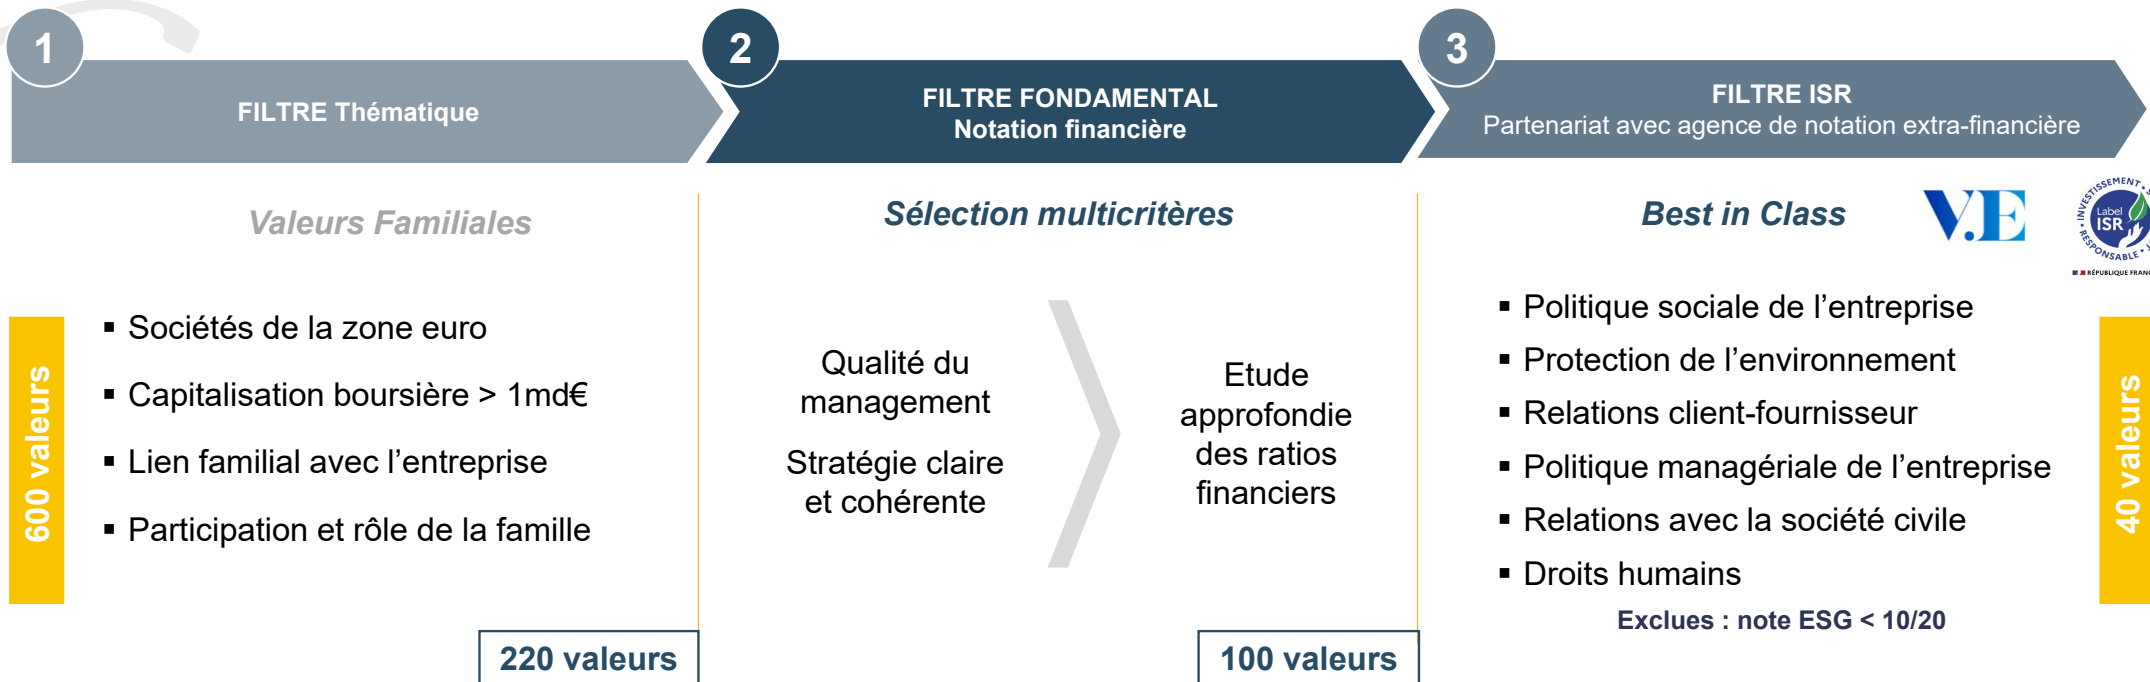 1
FILTRE Thématique
2
FILTRE FONDAMENTAL
Notation financière
3
FILTRE ISR
Partenariat avec agence de notation extra-financière
Valeurs Familiales
600 valeurs
▪ Sociétés de la zone euro
▪ Capitalisation boursière > 1md€
▪ Lien familial avec l’entreprise
▪ Participation et rôle de la famille
220 valeurs
Sélection multicritères
Qualité du
management
Stratégie claire
et cohérente
Etude
approfondie
des ratios
financiers
100 valeurs
Best in Class
V.E
INVESTISSEMENT
Label
ISR
RESPONSABLE
▪ Politique sociale de l’entreprise
▪ Protection de l’environnement
▪ Relations client-fournisseur
▪ Politique managériale de l’entreprise
▪ Relations avec la société civile
▪ Droits humains
Exclues : note ESG < 10/20
40 valeurs